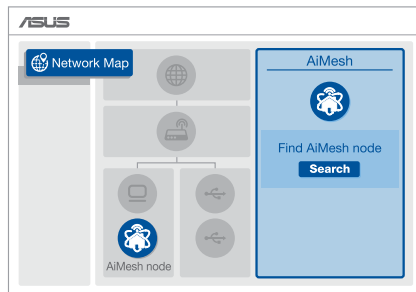 ASUS
Network Map
AiMesh
Find AiMesh node
Search
AiMesh node